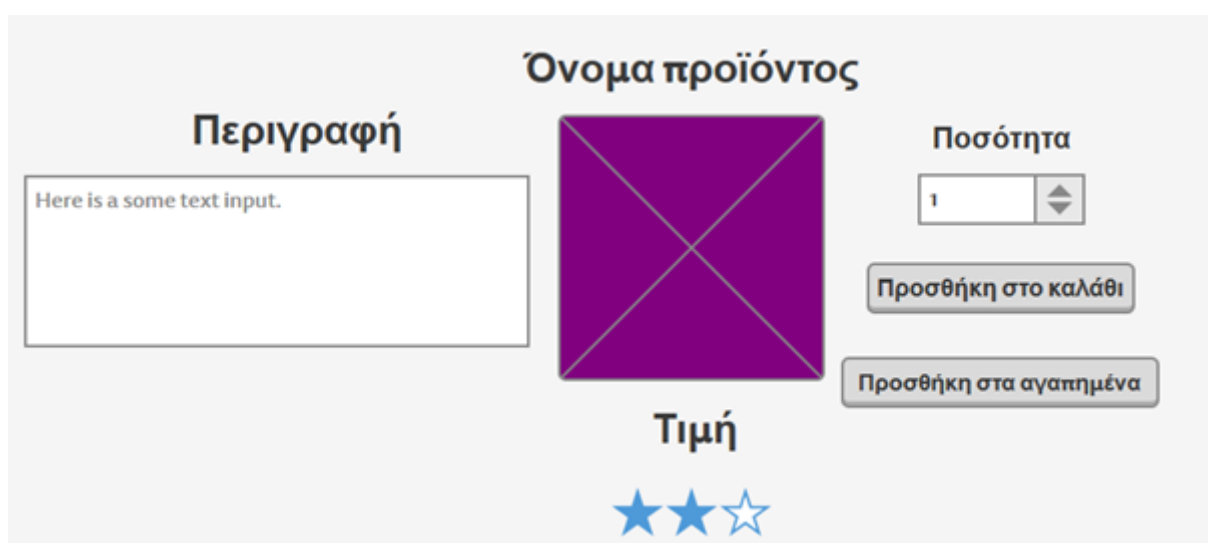 Όνομα προϊόντος
Περιγραφή
Here is a some text input.
Ποσότητα
1
Προσθήκη στο καλάθι
Προσθήκη στα αγαπημένα
Τιμή